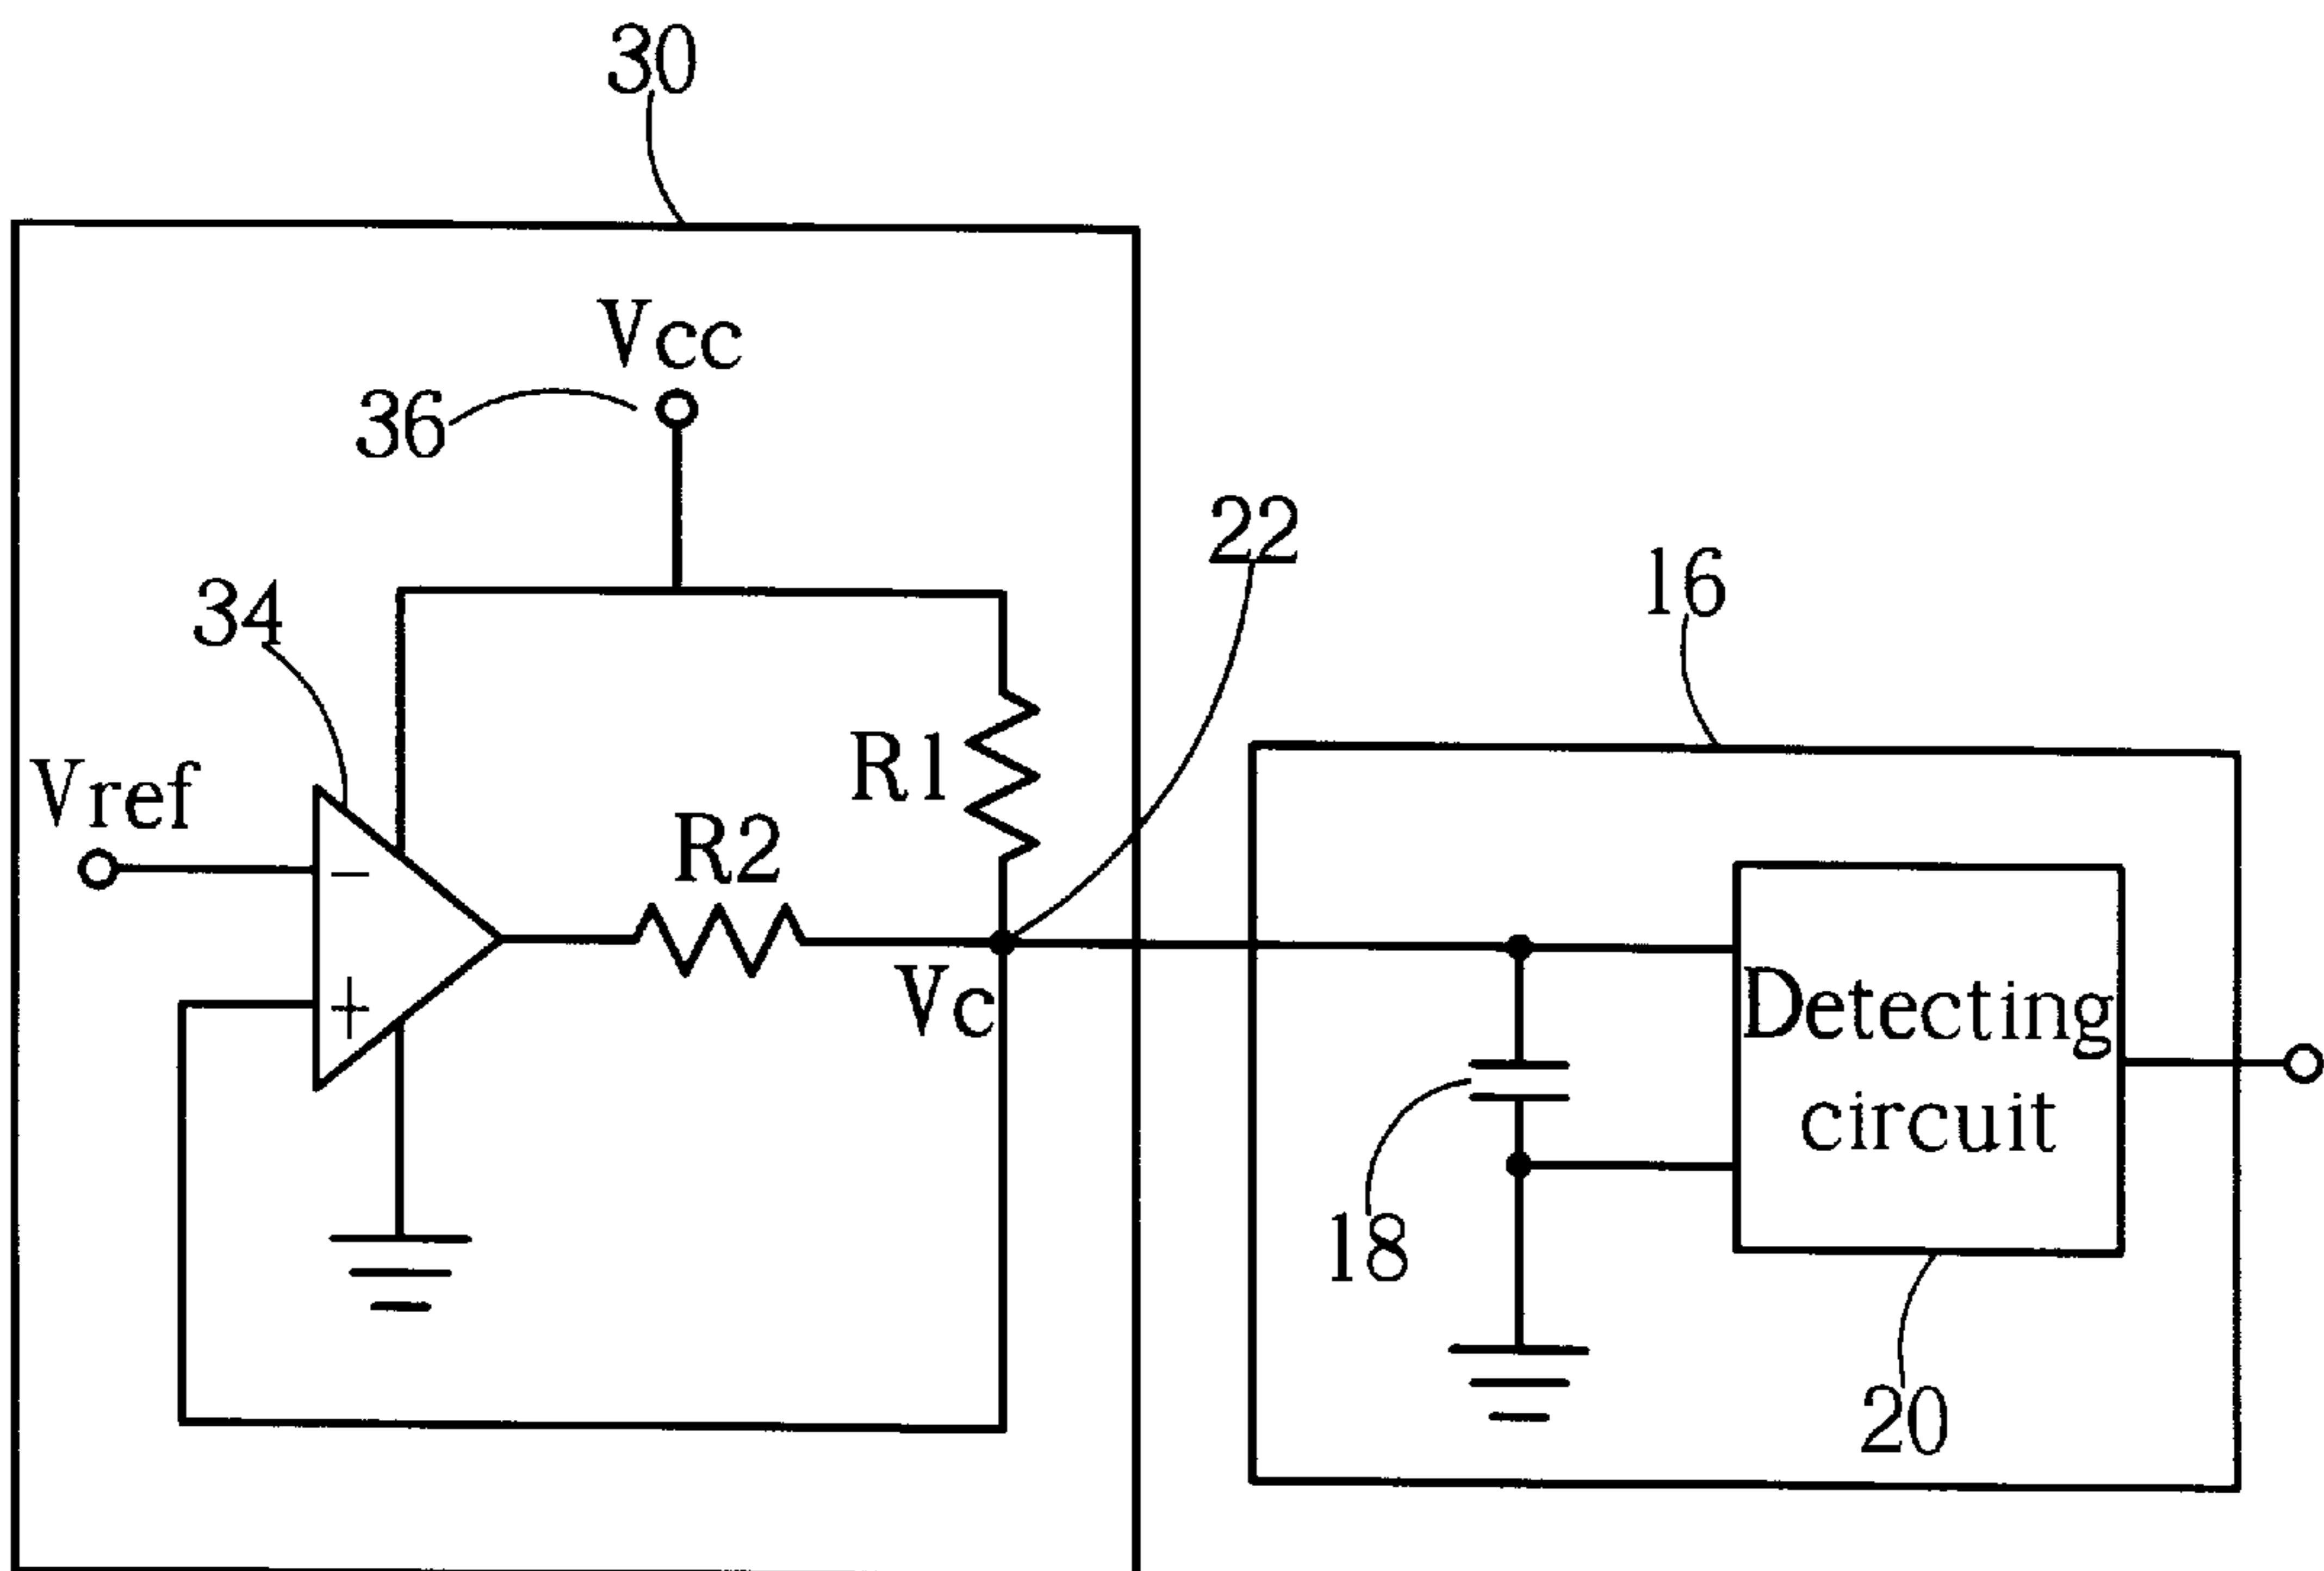 30
Vcc
36
22
16
34
R1
Vref
R2
−
+
Vc
Detecting
circuit
18
20